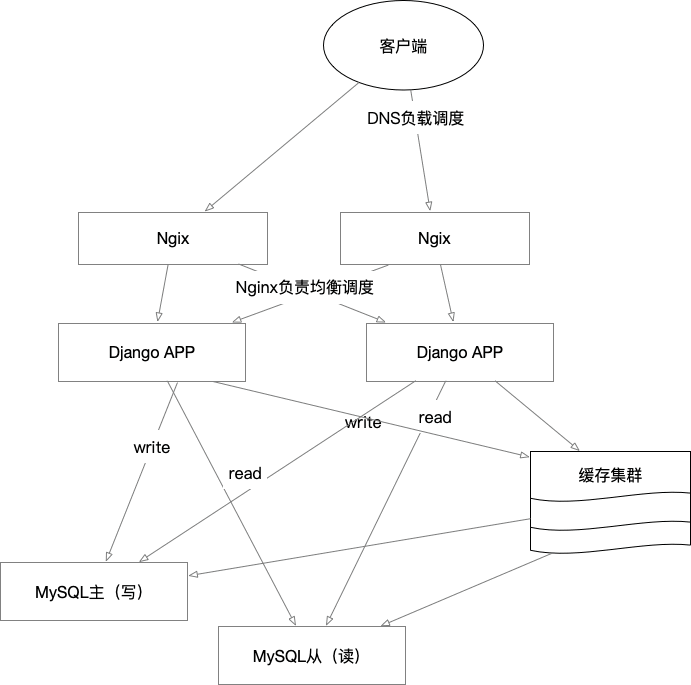 客户端
DNS负载调度
Ngix
Ngix
Nginx负责均衡调度
Django APP
Django APP
write
read
write
read
缓存集群
MySQL主（写）
MySQL从（读）